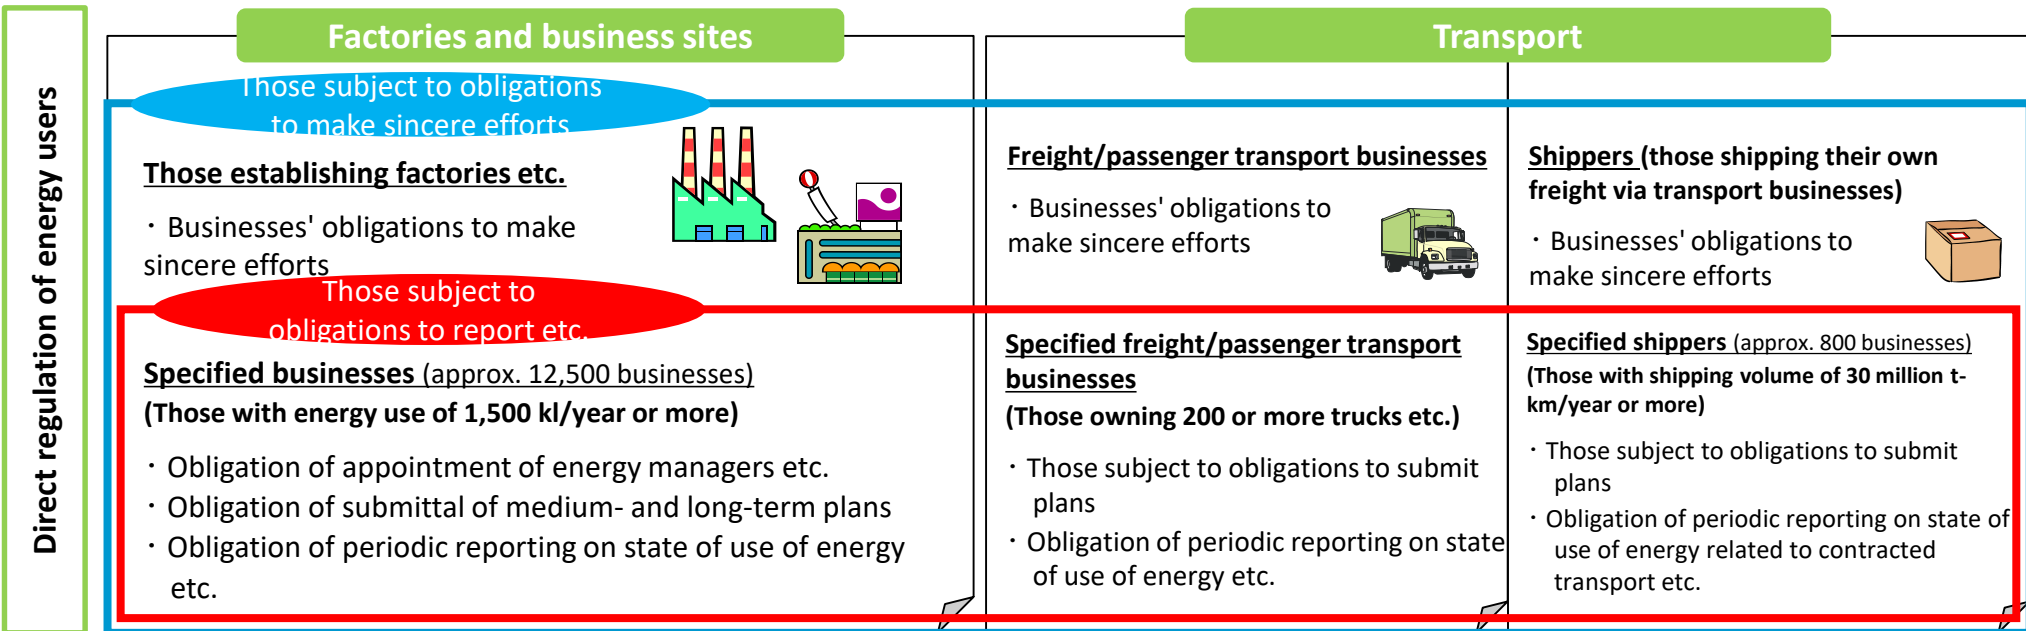 Direct regulation of energy users
Factories and business sites
Those subject to obligations
to make sincere efforts
Those establishing factories etc.
・Businesses' obligations to make
sincere efforts
Those subject to
obligations to report etc.
Specified businesses (approx. 12,500 businesses)
(Those with energy use of 1,500 kl/year or more)
・Obligation of appointment of energy managers etc.
・Obligation of submittal of medium- and long-term plans
・Obligation of periodic reporting on state of use of energy
etc.
Transport
Freight/passenger transport businesses
・Businesses' obligations to
make sincere efforts
Specified freight/passenger transport
businesses
(Those owning 200 or more trucks etc.)
・Those subject to obligations to submit
plans
・Obligation of periodic reporting on state
of use of energy etc.
Shippers (those shipping their own
freight via transport businesses)
・Businesses' obligations to
make sincere efforts
Specified shippers (approx. 800 businesses)
(Those with shipping volume of 30 million t-
km/year or more)
・Those subject to obligations to submit
plans
・Obligation of periodic reporting on state of
use of energy related to contracted
transport etc.